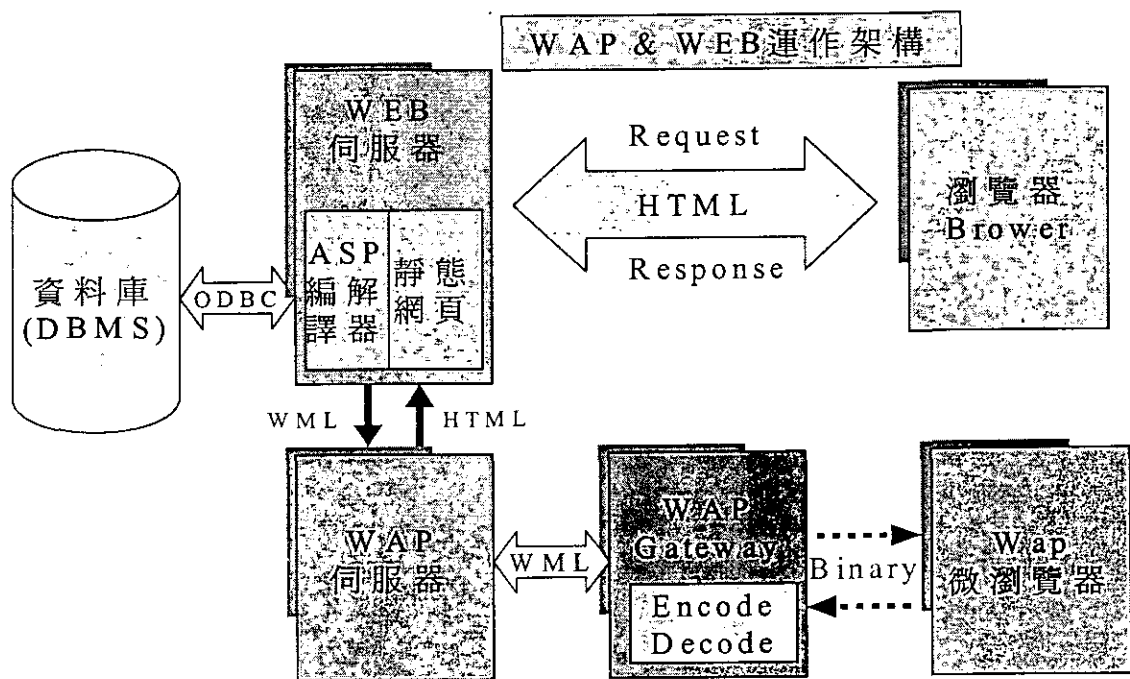 WAP & WEB運作架構
WEB
伺服器
ASP
編解
譯器
靜態
網頁
資料庫
(DBMS)
ODBC
Request
HTML
Response
瀏覽器
Brower
WML
HTML
WAP
伺服器
WML
WAP
Gateway
Encode
Decode
Binary
Wap
微瀏覽器